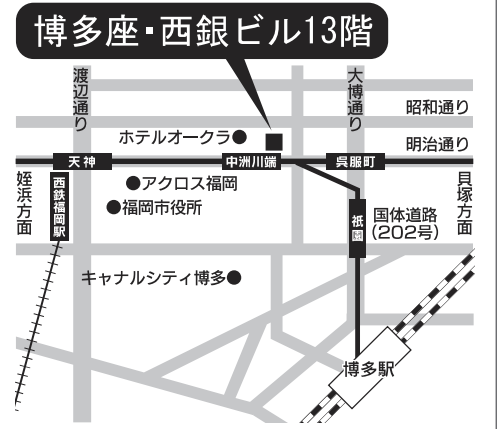 博多座・西銀ビル13階
渡辺通り
大博通り
昭和通り
ホテルオークラ●
明治通り
天神
中洲川端
呉服町
姪浜方面
西鉄福岡駅
●アクロス福岡
●福岡市役所
祇園
国体道路
(202号)
貝塚方面
キャナルシティ博多●
博多駅